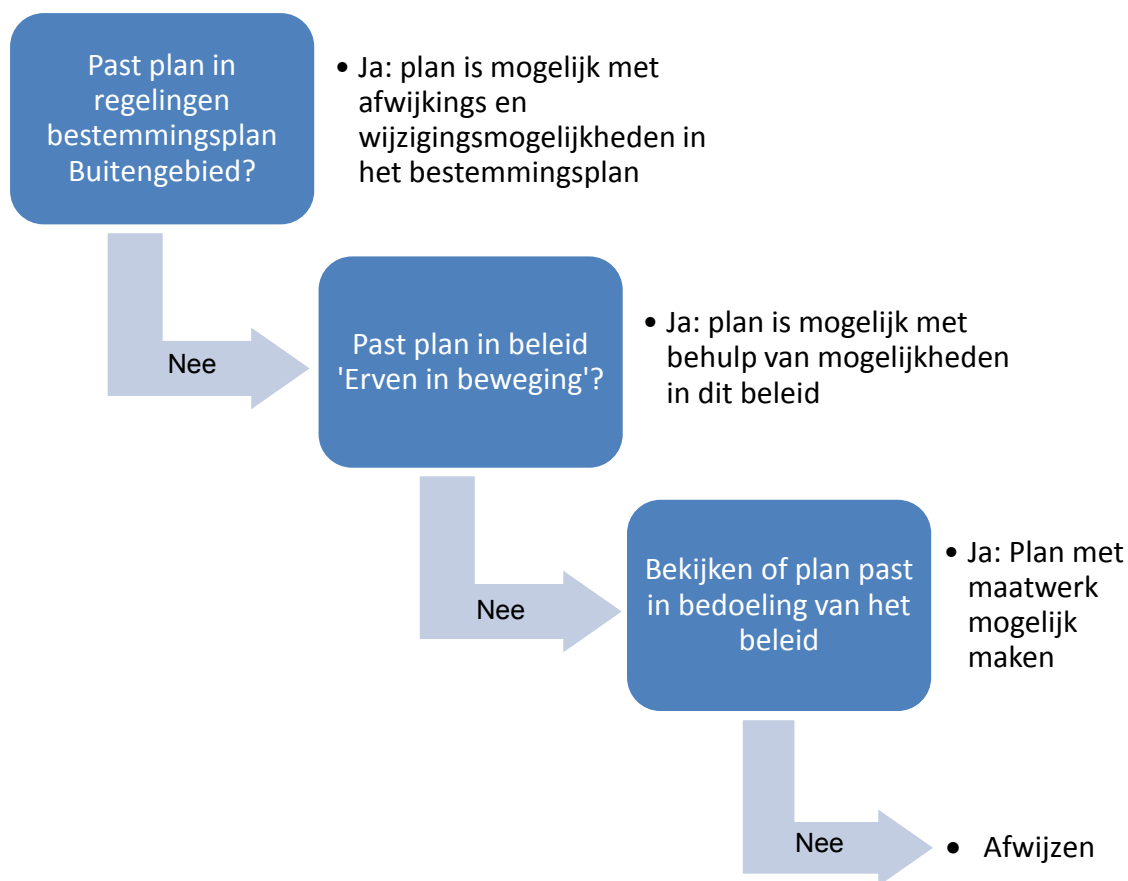 Past plan in
regelingen
bestemmingsplan
Buitengebied?
• Ja: plan is mogelijk met
afwijkings en
wijzigingsmogelijkheden in
het bestemmingsplan
Nee
Past plan in beleid
'Erven in beweging'?
• Ja: plan is mogelijk met
behulp van mogelijkheden
in dit beleid
Nee
Bekijken of plan past
in bedoeling van het
beleid
• Ja: Plan met
maatwerk
mogelijk
maken
Nee
• Afwijzen